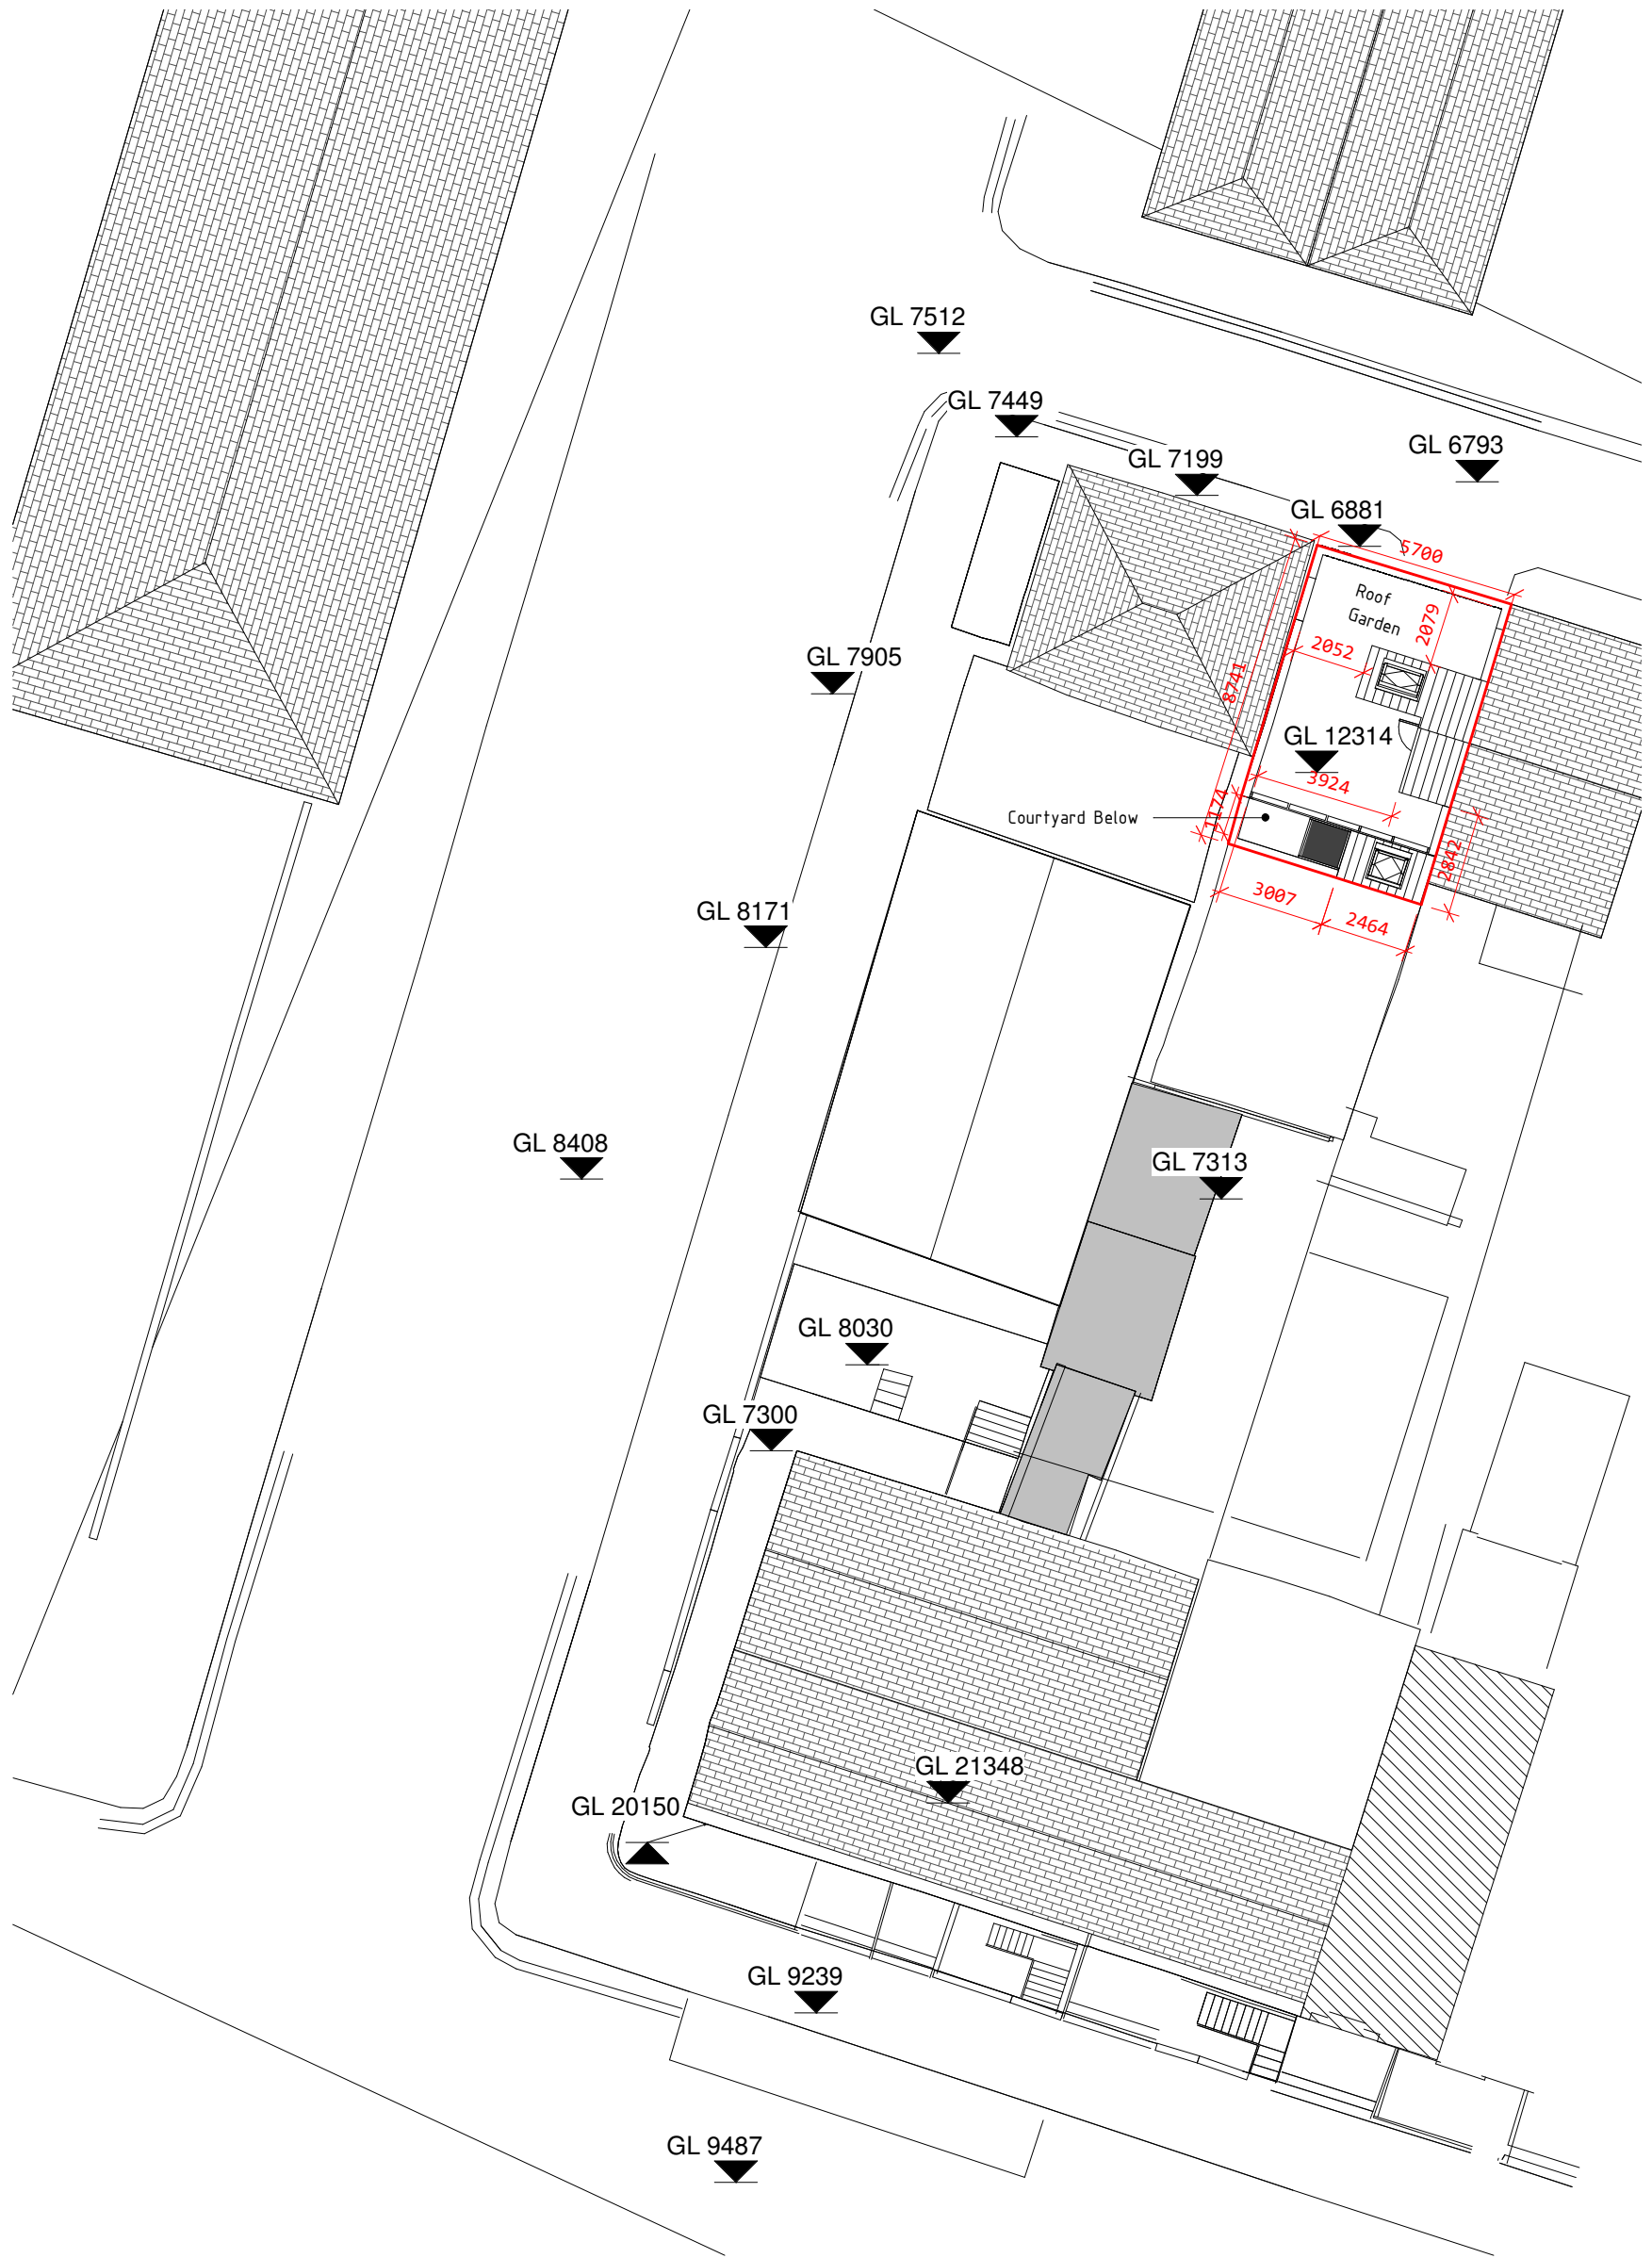 GL 7512
GL 7449
GL 7199
GL 6793
GL 6881
5700
Roof
Garden
2079
2052
8741
GL 7905
GL 12314
3924
1174
Courtyard Below
2842
3007
2464
GL 8171
GL 8408
GL 7313
GL 8030
GL 7300
GL 21348
GL 20150
GL 9239
GL 9487